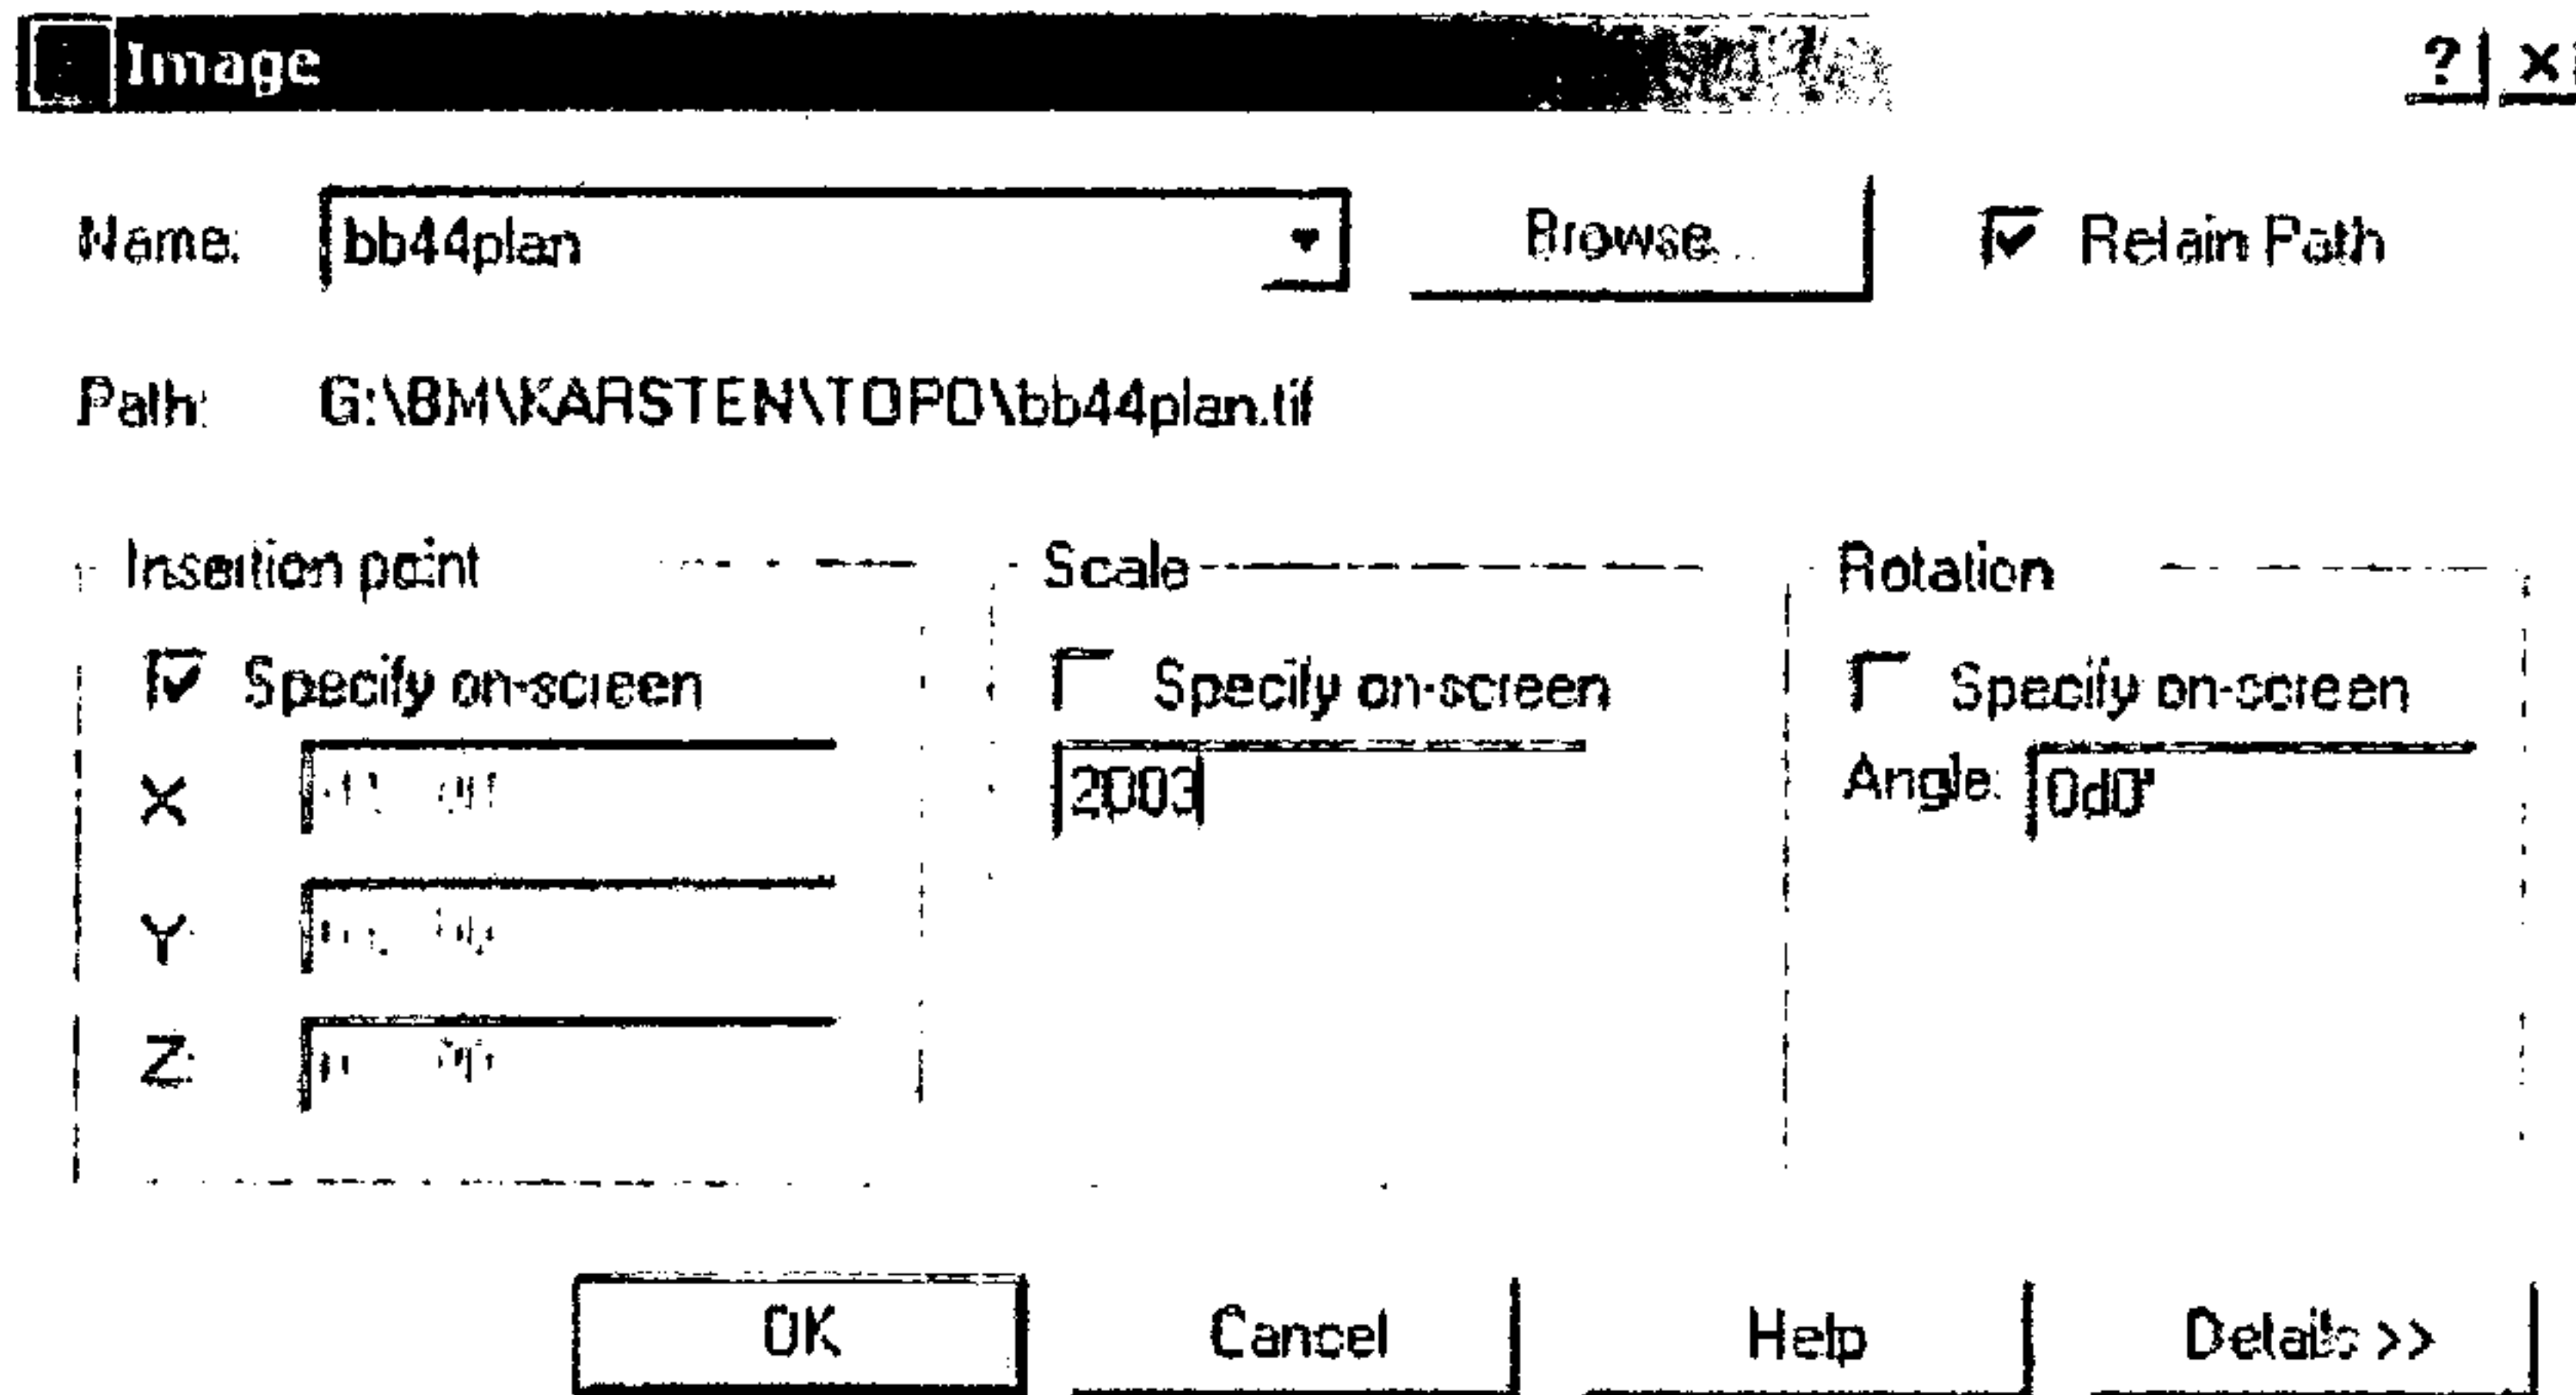 Image ? ×
Name: bb44plan Browse... Retain Path
Path: G:\BM\KARSTEN\TOPO\bb44plan.tif
Insertion point Scale Rotation
Specify on-screen Specify on-screen Specify on-screen
X 2003 Angle: 0d0'
Y
Z
OK Cancel Help Details >>